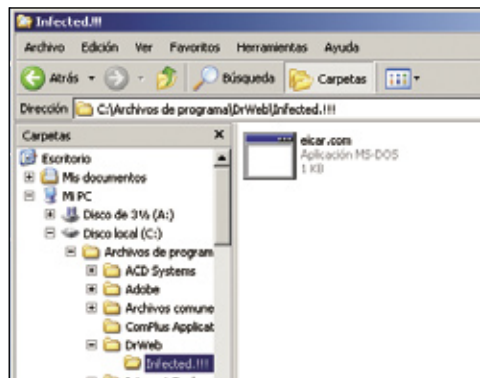 Infected.!!!
Archivo Edición Ver Favoritos Herramientas Ayuda
Atrás Búsqueda Carpetas
Dirección C:\Archivos de programa\DrWeb\Infected.!!!
Carpetas x
Escritorio
Mis documentos
Mi PC
Disco de 3½ (A:)
Disco local (C:)
Archivos de program
ACD Systems
Adobe
Archivos comune
ComPlus Applicat
DrWeb
Infected.!!!
eicar.com
Aplicación MS-DOS
1 KB